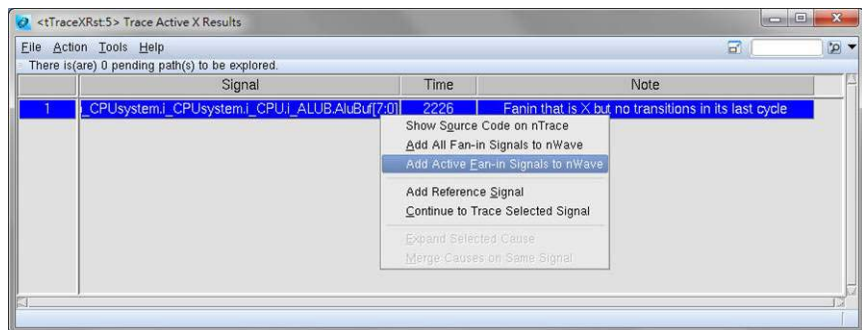 <tTraceXRst:5> Trace Active X Results
File Action Tools Help
There is(are) 0 pending path(s) to be explored.
Signal Time Note
1 _CPUsystem.i_CPUsystem.i_CPU.i_ALUB.AluBuf[7:0] 2226 Fanin that is X but no transitions in its last cycle
Show Source Code on nTrace
Add All Fan-in Signals to nWave
Add Active Fan-in Signals to nWave
Add Reference Signal
Continue to Trace Selected Signal
Expand Selected Cause
Merge Causes on Same Signal